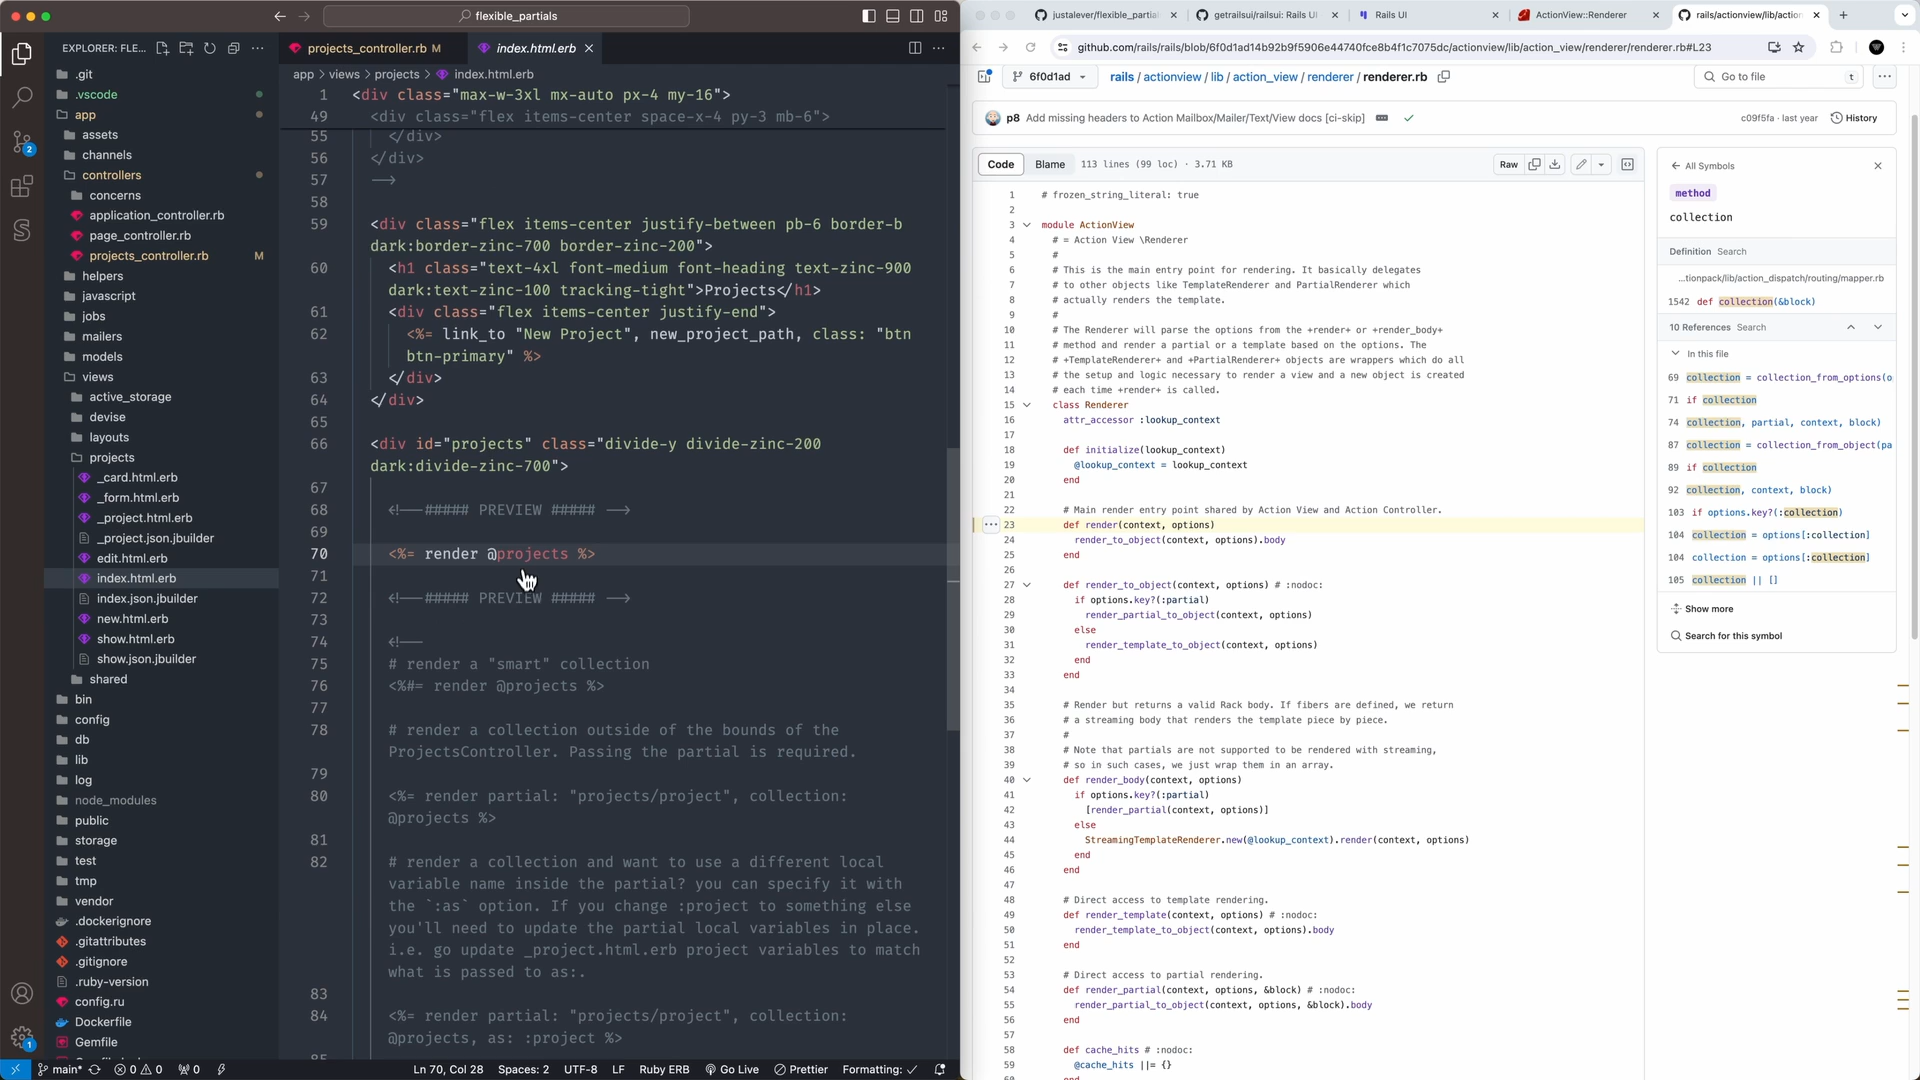 flexible_partials
EXPLORER: FLE...
.git
.vscode
app
assets
channels
controllers
concerns
application_controller.rb
page_controller.rb
projects_controller.rb M
helpers
javascript
jobs
mailers
models
views
active_storage
devise
layouts
projects
_card.html.erb
_form.html.erb
_project.html.erb
_project.json.jbuilder
edit.html.erb
index.html.erb
index.json.jbuilder
new.html.erb
show.html.erb
show.json.jbuilder
shared
bin
config
db
lib
log
node_modules
public
storage
test
tmp
vendor
.dockerignore
.gitattributes
.gitignore
.ruby-version
config.ru
Dockerfile
Gemfile
2
1
projects_controller.rb M
index.html.erb
app > views > projects > index.html.erb
1 <div class="max-w-3xl mx-auto px-4 my-16">
49 <div class="flex items-center space-x-4 py-3 mb-6">
55 </div>
56 </div>
57 -->
58
59 <div class="flex items-center justify-between pb-6 border-b
dark:border-zinc-700 border-zinc-200">
60 <h1 class="text-4xl font-medium font-heading text-zinc-900
dark:text-zinc-100 tracking-tight">Projects</h1>
61 <div class="flex items-center justify-end">
62 <%= link_to "New Project", new_project_path, class: "btn
btn-primary" %>
63 </div>
64 </div>
65
66 <div id="projects" class="divide-y divide-zinc-200
dark:divide-zinc-700">
67
68 <!--##### PREVIEW ##### -->
69
70 <%= render @projects %>
71
72 <!--##### PREVIEW ##### -->
73
74 <!--
75 # render a "smart" collection
76 <%#= render @projects %>
77
78 # render a collection outside of the bounds of the
ProjectsController. Passing the partial is required.
79
80 <%= render partial: "projects/project", collection:
@projects %>
81
82 # render a collection and want to use a different local
variable name inside the partial? you can specify it with
the `:as` option. If you change :project to something else
you'll need to update the partial local variables in place.
i.e. go update _project.html.erb project variables to match
what is passed to as:.
83
84 <%= render partial: "projects/project", collection:
@projects, as: :project %>
main* 0 0 0
Ln 70, Col 28 Spaces: 2 UTF-8 LF Ruby ERB Go Live Prettier Formatting:
justalever/flexible_partial
getrailsui/railsui: Rails UI
Rails UI
ActionView::Renderer
rails/actionview/lib/action
github.com/rails/rails/blob/6f0d1ad14b92b9f5906e44740fce8b4f1c7075dc/actionview/lib/action_view/renderer/renderer.rb#L23
6f0d1ad rails / actionview / lib / action_view / renderer / renderer.rb
Go to file t
p8 Add missing headers to Action Mailbox/Mailer/Text/View docs [ci-skip]
c09f5fa · last year History
Code Blame 113 lines (99 loc) · 3.71 KB Raw
1 # frozen_string_literal: true
2
3 module ActionView
4 # = Action View \Renderer
5 #
6 # This is the main entry point for rendering. It basically delegates
7 # to other objects like TemplateRenderer and PartialRenderer which
8 # actually renders the template.
9 #
10 # The Renderer will parse the options from the +render+ or +render_body+
11 # method and render a partial or a template based on the options. The
12 # +TemplateRenderer+ and +PartialRenderer+ objects are wrappers which do all
13 # the setup and logic necessary to render a view and a new object is created
14 # each time +render+ is called.
15 class Renderer
16 attr_accessor :lookup_context
17
18 def initialize(lookup_context)
19 @lookup_context = lookup_context
20 end
21
22 # Main render entry point shared by Action View and Action Controller.
23 def render(context, options)
24 render_to_object(context, options).body
25 end
26
27 def render_to_object(context, options) # :nodoc:
28 if options.key?(:partial)
29 render_partial_to_object(context, options)
30 else
31 render_template_to_object(context, options)
32 end
33 end
34
35 # Render but returns a valid Rack body. If fibers are defined, we return
36 # a streaming body that renders the template piece by piece.
37 #
38 # Note that partials are not supported to be rendered with streaming,
39 # so in such cases, we just wrap them in an array.
40 def render_body(context, options)
41 if options.key?(:partial)
42 [render_partial(context, options)]
43 else
44 StreamingTemplateRenderer.new(@lookup_context).render(context, options)
45 end
46 end
47
48 # Direct access to template rendering.
49 def render_template(context, options) # :nodoc:
50 render_template_to_object(context, options).body
51 end
52
53 # Direct access to partial rendering.
54 def render_partial(context, options, &block) # :nodoc:
55 render_partial_to_object(context, options, &block).body
56 end
57
58 def cache_hits # :nodoc:
59 @cache_hits ||= {}
All Symbols
method
collection
Definition Search
...tionpack/lib/action_dispatch/routing/mapper.rb
1542 def collection(&block)
10 References Search
In this file
69 collection = collection_from_options(o
71 if collection
74 collection, partial, context, block)
87 collection = collection_from_object(pa
89 if collection
92 collection, context, block)
103 if options.key?(:collection)
104 collection = options[:collection]
104 collection = options[:collection]
105 collection || []
Show more
Search for this symbol